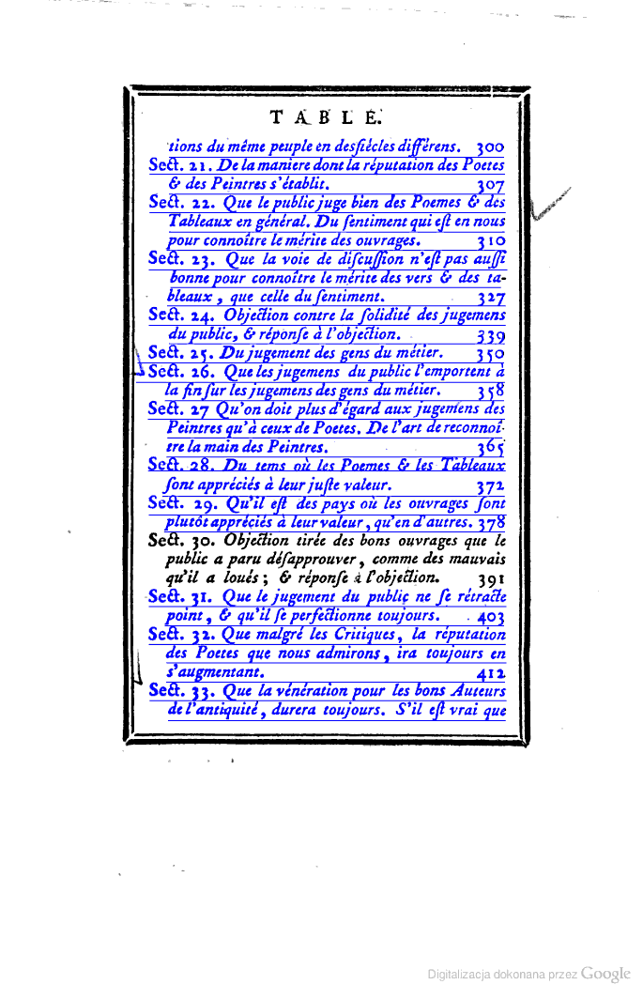 TABLE.
tions du même peuple en des siécles différens. 300
Sect. 21. De la maniere dont la réputation des Poetes
& des Peintres s'établit. 307
Sect. 22. Que le public juge bien des Poemes & des
Tableaux en général. Du sentiment qui est en nous
pour connoître le mérite des ouvrages. 310
Sect. 23. Que la voie de discussion n'est pas aussi
bonne pour connoître le mérite des vers & des ta-
bleaux, que celle du sentiment. 327
Sect. 24. Objection contre la solidité des jugemens
du public, & réponse à l'objection. 339
Sect. 25. Du jugement des gens du métier. 350
Sect. 26. Que les jugemens du public l'emportent à
la fin sur les jugemens des gens du métier. 358
Sect. 27 Qu'on doit plus d'égard aux jugemens des
Peintres qu'à ceux de Poetes. De l'art de reconnoî-
tre la main des Peintres. 365
Sect. 28. Du tems où les Poemes & les Tableaux
sont appréciés à leur juste valeur. 372
Sect. 29. Qu'il est des pays où les ouvrages sont
plutôt appréciés à leur valeur, qu'en d'autres. 378
Sect. 30. Objection tirée des bons ouvrages que le
public a paru désapprouver, comme des mauvais
qu'il a loués; & réponse à l'objection. 391
Sect. 31. Que le jugement du public ne se rétracte
point, & qu'il se perfectionne toujours. 403
Sect. 32. Que malgré les Critiques, la réputation
des Poetes que nous admirons, ira toujours en
s'augmentant. 412
Sect. 33. Que la vénération pour les bons Auteurs
de l'antiquité, durera toujours. S'il est vrai que
Digitalizacja dokonana przez Google